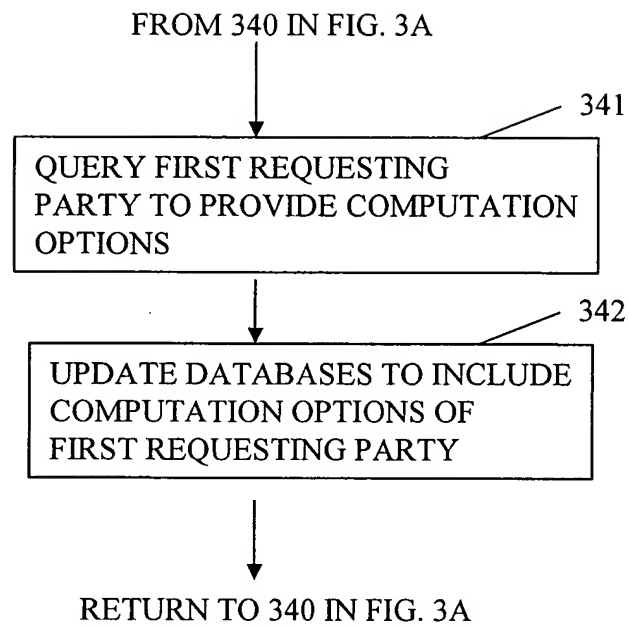 FROM 340 IN FIG. 3A
341
QUERY FIRST REQUESTING
PARTY TO PROVIDE COMPUTATION
OPTIONS
342
UPDATE DATABASES TO INCLUDE
COMPUTATION OPTIONS OF
FIRST REQUESTING PARTY
RETURN TO 340 IN FIG. 3A